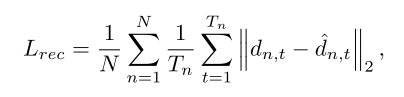 L_{rec} = \frac{1}{N} \sum_{n=1}^{N} \frac{1}{T_n} \sum_{t=1}^{T_n} \left\| d_{n,t} - \hat{d}_{n,t} \right\|_2 ,